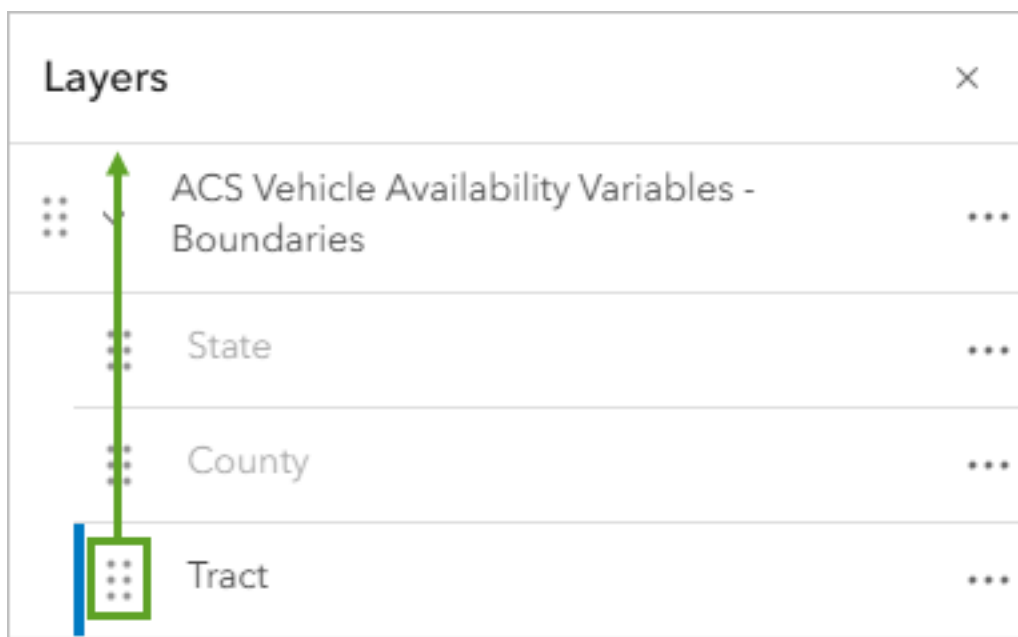 Layers
ACS Vehicle Availability Variables -
Boundaries
State
County
Tract